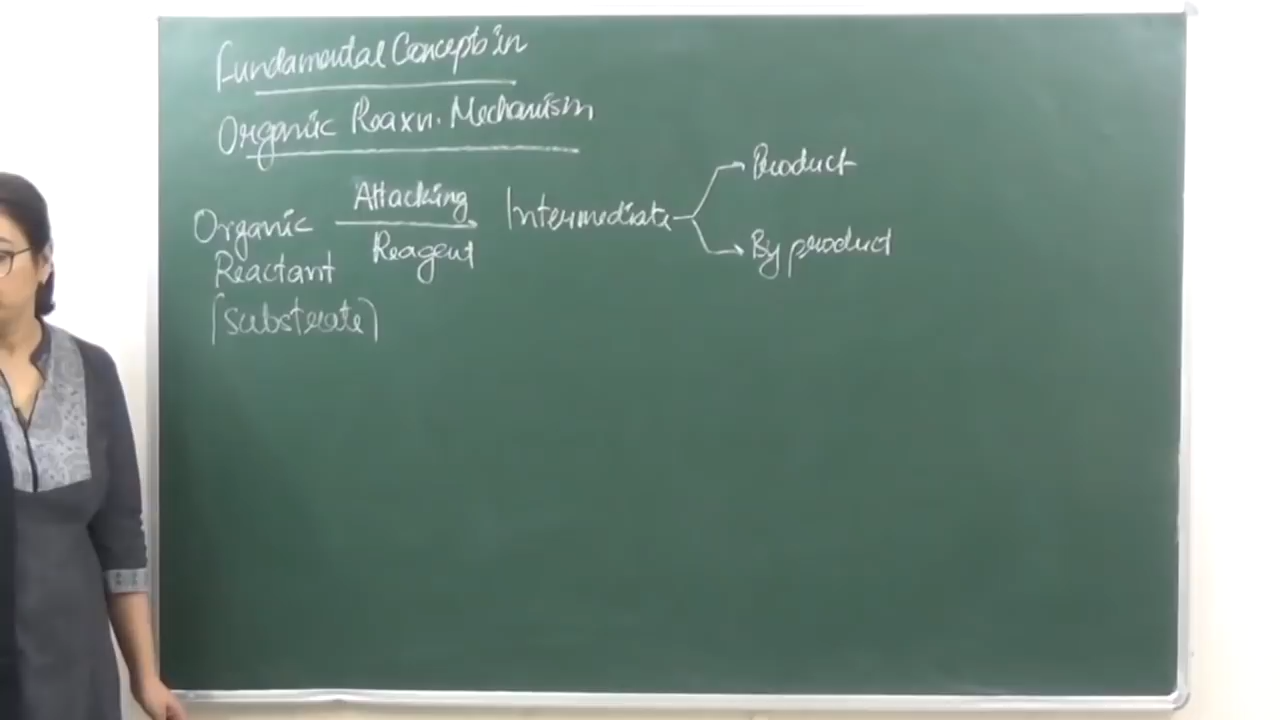 Fundamental Concepts in
Organic Reaxn. Mechanism
Organic Attacking Intermediate Product
Reactant Reagent By product
(substrate)